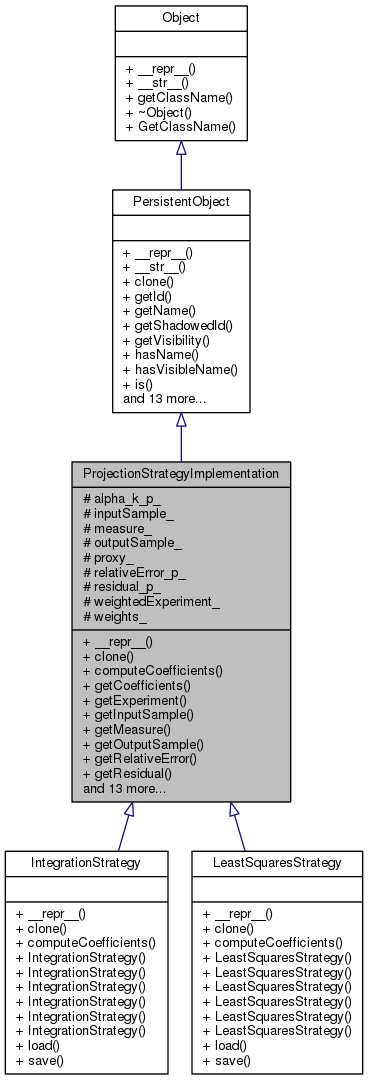 Object
+ __repr__()
+ __str__()
+ getClassName()
+ ~Object()
+ GetClassName()
PersistentObject
+ __repr__()
+ __str__()
+ clone()
+ getId()
+ getName()
+ getShadowedId()
+ getVisibility()
+ hasName()
+ hasVisibleName()
+ is()
and 13 more...
ProjectionStrategyImplementation
# alpha_k_p_
# inputSample_
# measure_
# outputSample_
# proxy_
# relativeError_p_
# residual_p_
# weightedExperiment_
# weights_
+ __repr__()
+ clone()
+ computeCoefficients()
+ getCoefficients()
+ getExperiment()
+ getInputSample()
+ getMeasure()
+ getOutputSample()
+ getRelativeError()
+ getResidual()
and 13 more...
IntegrationStrategy
+ __repr__()
+ clone()
+ computeCoefficients()
+ IntegrationStrategy()
+ IntegrationStrategy()
+ IntegrationStrategy()
+ IntegrationStrategy()
+ IntegrationStrategy()
+ IntegrationStrategy()
+ load()
+ save()
LeastSquaresStrategy
+ __repr__()
+ clone()
+ computeCoefficients()
+ LeastSquaresStrategy()
+ LeastSquaresStrategy()
+ LeastSquaresStrategy()
+ LeastSquaresStrategy()
+ LeastSquaresStrategy()
+ LeastSquaresStrategy()
+ load()
+ save()